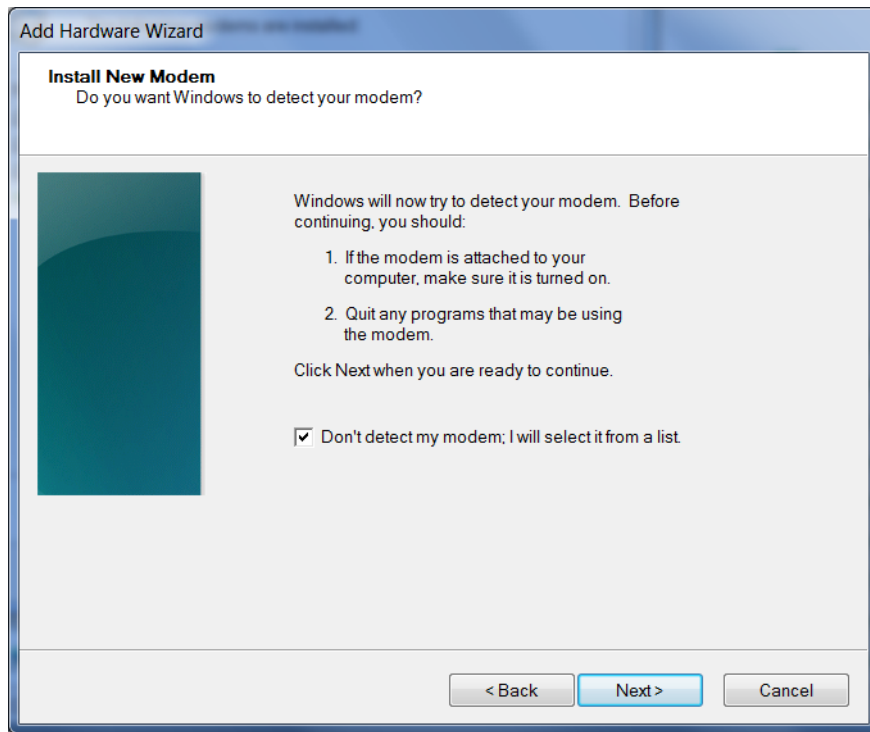 Add Hardware Wizard
Install New Modem
Do you want Windows to detect your modem?
Windows will now try to detect your modem. Before
continuing, you should:
1. If the modem is attached to your
computer, make sure it is turned on.
2. Quit any programs that may be using
the modem.
Click Next when you are ready to continue.
Don't detect my modem; I will select it from a list.
< Back Next > Cancel